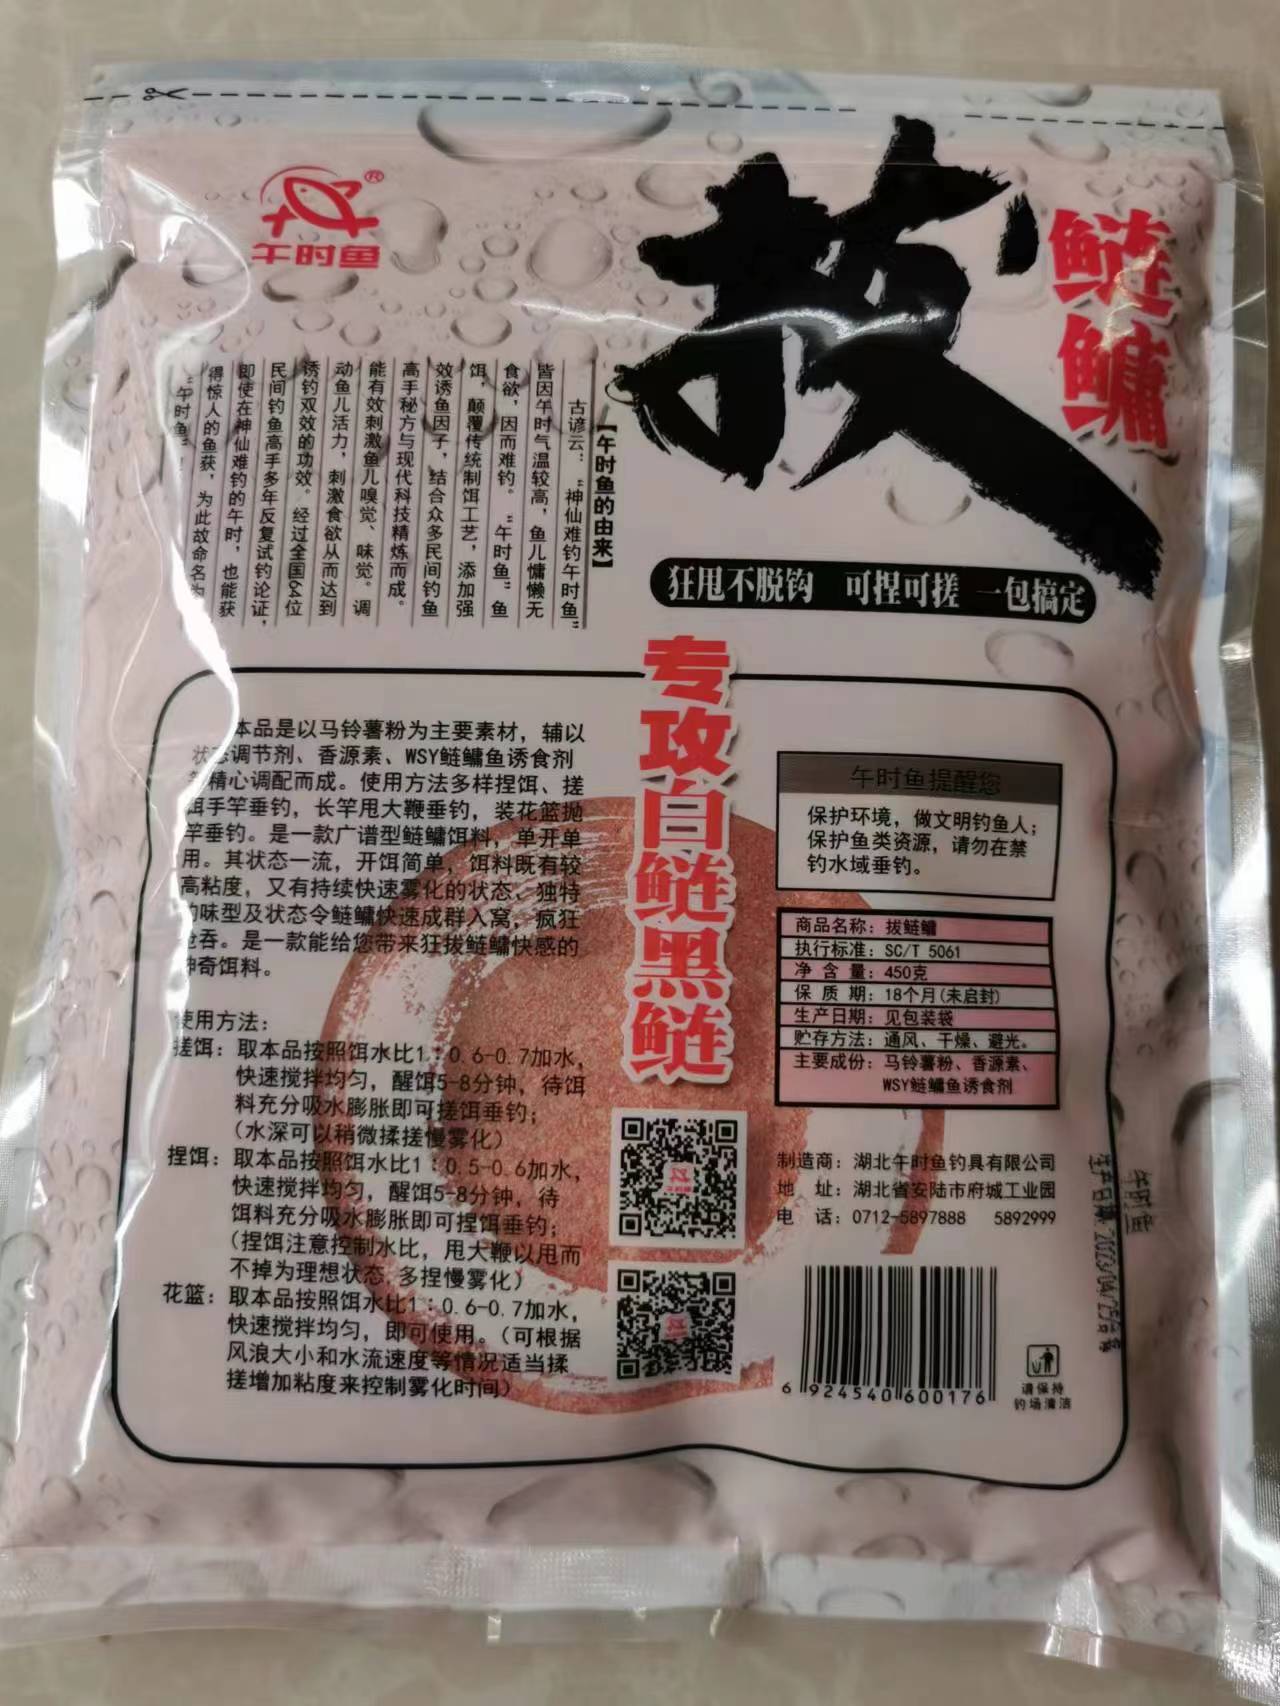 午时鱼
拔
鲢鳙
狂甩不脱钩 可捏可搓 一包搞定
【午时鱼的由来】
古谚云：“神仙难钓午时鱼”
皆因午时气温较高，鱼儿慵懒无
食欲，因而难钓。“午时鱼”鱼
饵，颠覆传统制饵工艺，添加强
效诱鱼因子，结合众多民间钓鱼
高手秘方与现代科技精炼而成。
能有效刺激鱼儿嗅觉、味觉。调
动鱼儿活力，刺激食欲从而达到
诱钓双效的功效。经过全国64位
民间钓鱼高手多年反复试钓论证，
即使在神仙难钓的午时，也能获
得惊人的鱼获，为此故命名为
“午时鱼”！
专攻白鲢黑鲢
本品是以马铃薯粉为主要素材，辅以
状态调节剂、香源素、WSY鲢鳙鱼诱食剂
精心调配而成。使用方法多样捏饵、搓
饵手竿垂钓，长竿甩大鞭垂钓，装花篮抛
竿垂钓。是一款广谱型鲢鳙饵料，单开单
用。其状态一流，开饵简单，饵料既有较
高粘度，又有持续快速雾化的状态、独特
的味型及状态令鲢鳙快速成群入窝，疯狂
抢吞。是一款能给您带来狂拔鲢鳙快感的
神奇饵料。
使用方法：
搓饵：取本品按照饵水比1：0.6-0.7加水，
快速搅拌均匀，醒饵5-8分钟，待饵
料充分吸水膨胀即可搓饵垂钓；
（水深可以稍微揉搓慢雾化）
捏饵：取本品按照饵水比1：0.5-0.6加水，
快速搅拌均匀，醒饵5-8分钟，待
饵料充分吸水膨胀即可捏饵垂钓；
（捏饵注意控制水比，甩大鞭以甩而
不掉为理想状态，多捏慢雾化）
花篮：取本品按照饵水比1：0.6-0.7加水，
快速搅拌均匀，即可使用。（可根据
风浪大小和水流速度等情况适当揉
搓增加粘度来控制雾化时间）
午时鱼提醒您
保护环境，做文明钓鱼人；
保护鱼类资源，请勿在禁
钓水域垂钓。
商品名称：拔鲢鳙
执行标准：SC/T 5061
净含量：450克
保质期：18个月(未启封)
生产日期：见包装袋
贮存方法：通风、干燥、避光。
主要成份：马铃薯粉、香源素、
WSY鲢鳙鱼诱食剂
制造商：湖北午时鱼钓具有限公司
地 址：湖北省安陆市府城工业园
电 话：0712-5897888 5892999
6 924540 600176
请保持
钓场清洁
午时鱼
生产日期：2023/04/25